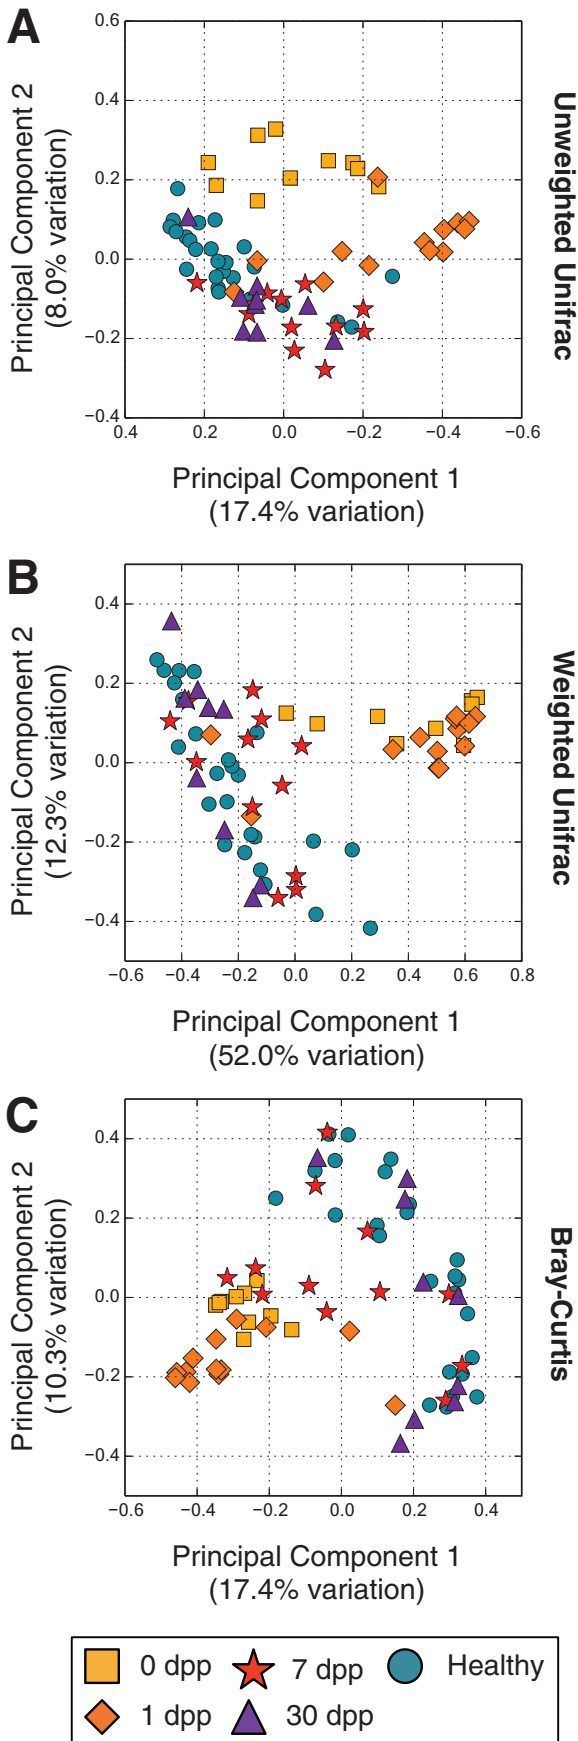 A
0.6
0.4
0.2
0.0
−0.2
−0.4
0.4 0.2 0.0 −0.2 −0.4 −0.6
Principal Component 2
(8.0% variation)
Principal Component 1
(17.4% variation)
Unweighted Unifrac
B
0.4
0.2
0.0
−0.2
−0.4
−0.6 −0.4 −0.2 0.0 0.2 0.4 0.6 0.8
Principal Component 2
(12.3% variation)
Principal Component 1
(52.0% variation)
Weighted Unifrac
C
0.4
0.2
0.0
−0.2
−0.4
−0.6 −0.4 −0.2 0.0 0.2 0.4
Principal Component 2
(10.3% variation)
Principal Component 1
(17.4% variation)
Bray-Curtis
0 dpp 7 dpp Healthy
1 dpp 30 dpp